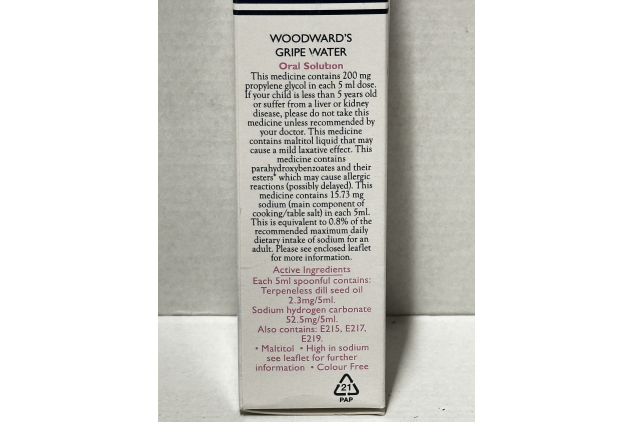 WOODWARD'S
GRIPE WATER
Oral Solution
This medicine contains 200 mg
propylene glycol in each 5 ml dose.
If your child is less than 5 years old
or suffer from a liver or kidney
disease, please do not take this
medicine unless recommended by
your doctor. This medicine
contains maltitol liquid that may
cause a mild laxative effect. This
medicine contains
parahydroxybenzoates and their
esters* which may cause allergic
reactions (possibly delayed). This
medicine contains 15.73 mg
sodium (main component of
cooking/table salt) in each 5ml.
This is equivalent to 0.8% of the
recommended maximum daily
dietary intake of sodium for an
adult. Please see enclosed leaflet
for more information.
Active Ingredients
Each 5ml spoonful contains:
Terpeneless dill seed oil
2.3mg/5ml.
Sodium hydrogen carbonate
52.5mg/5ml.
Also contains: E215, E217,
E219.
• Maltitol • High in sodium
see leaflet for further
information • Colour Free
21
PAP